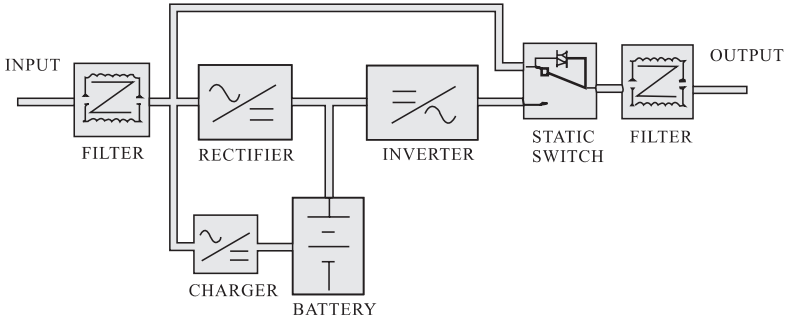 INPUT
FILTER
RECTIFIER
INVERTER
STATIC
SWITCH
FILTER
OUTPUT
CHARGER
BATTERY